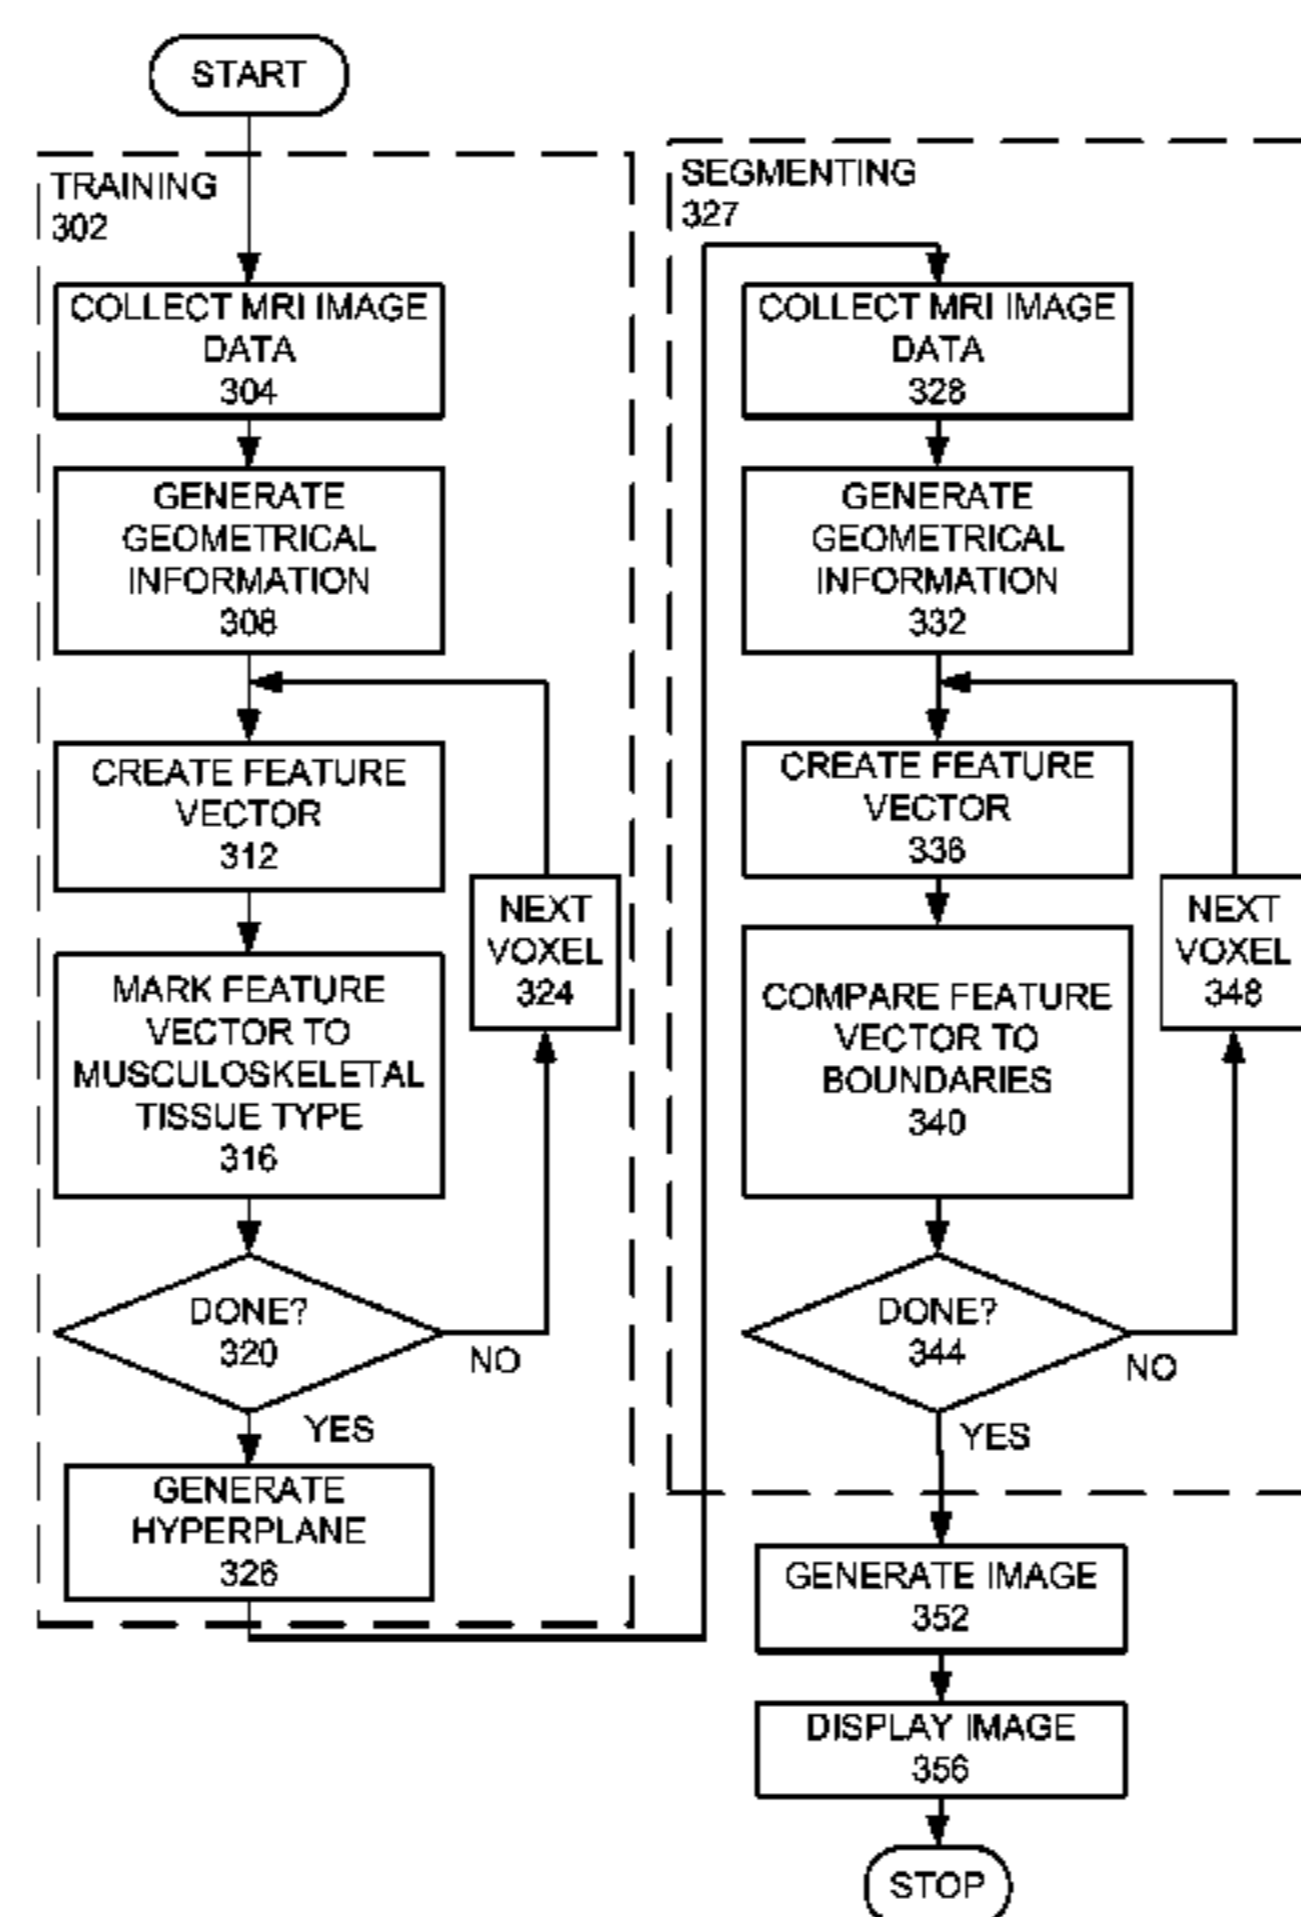 START
TRAINING
302
COLLECT MRI IMAGE
DATA
304
GENERATE
GEOMETRICAL
INFORMATION
308
CREATE FEATURE
VECTOR
312
MARK FEATURE
VECTOR TO
MUSCULOSKELETAL
TISSUE TYPE
316
NEXT
VOXEL
324
DONE?
320
NO
YES
GENERATE
HYPERPLANE
326
SEGMENTING
327
COLLECT MRI IMAGE
DATA
328
GENERATE
GEOMETRICAL
INFORMATION
332
CREATE FEATURE
VECTOR
336
COMPARE FEATURE
VECTOR TO
BOUNDARIES
340
NEXT
VOXEL
348
DONE?
344
NO
YES
GENERATE IMAGE
352
DISPLAY IMAGE
356
STOP